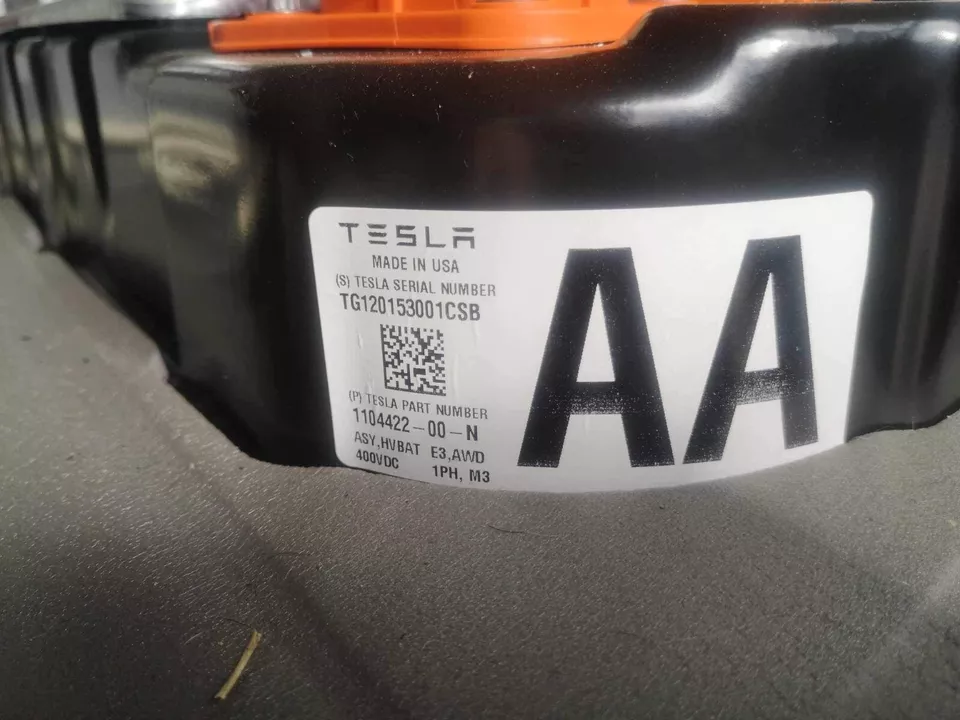 TESLA
MADE IN USA
(S) TESLA SERIAL NUMBER
TG120153001CSB
(P) TESLA PART NUMBER
1104422-00-N
ASY,HVBAT E3,AWD
400VDC 1PH, M3
AA